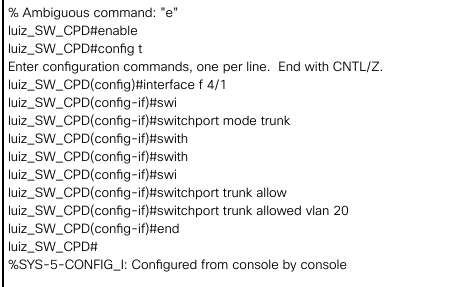 % Ambiguous command: "e"
luiz_SW_CPD#enable
luiz_SW_CPD#config t
Enter configuration commands, one per line.  End with CNTL/Z.
luiz_SW_CPD(config)#interface f 4/1
luiz_SW_CPD(config-if)#swi
luiz_SW_CPD(config-if)#switchport mode trunk
luiz_SW_CPD(config-if)#swith
luiz_SW_CPD(config-if)#swith
luiz_SW_CPD(config-if)#swi
luiz_SW_CPD(config-if)#switchport trunk allow
luiz_SW_CPD(config-if)#switchport trunk allowed vlan 20
luiz_SW_CPD(config-if)#end
luiz_SW_CPD#
%SYS-5-CONFIG_I: Configured from console by console